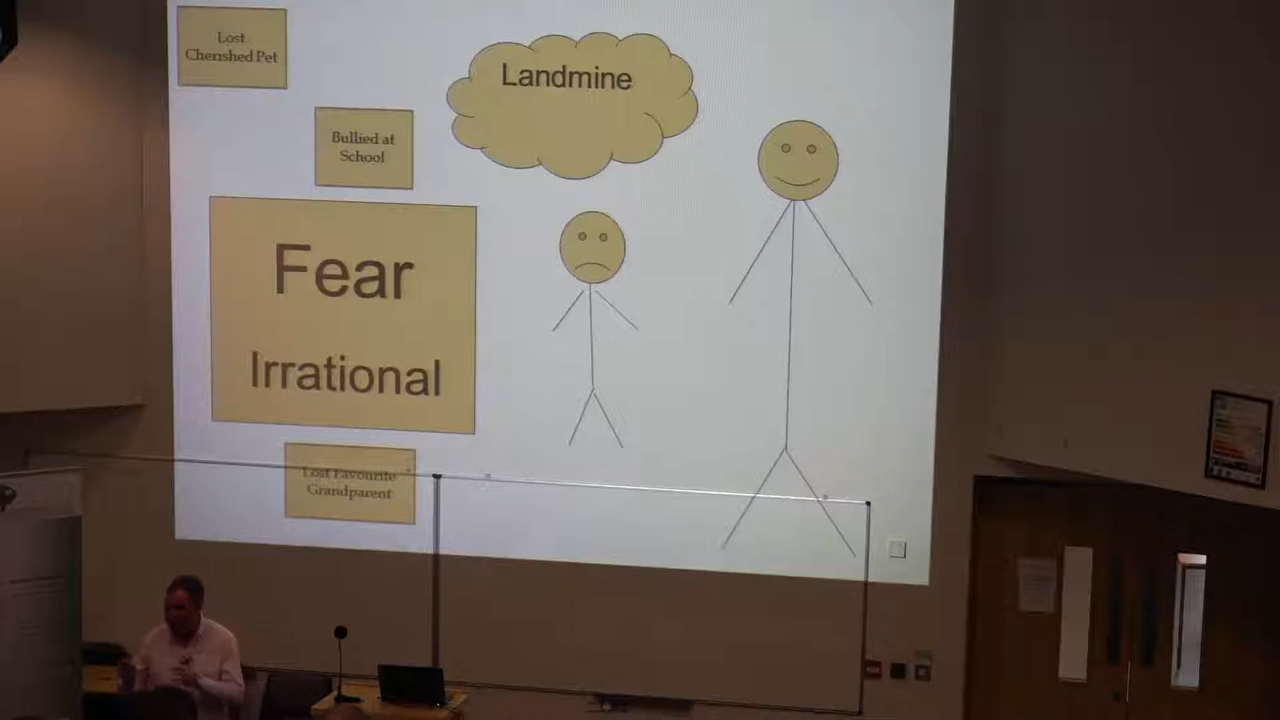 Lost
Cherished Pet
Landmine
Bullied at
School
Fear
Irrational
Lost Favourite
Grandparent